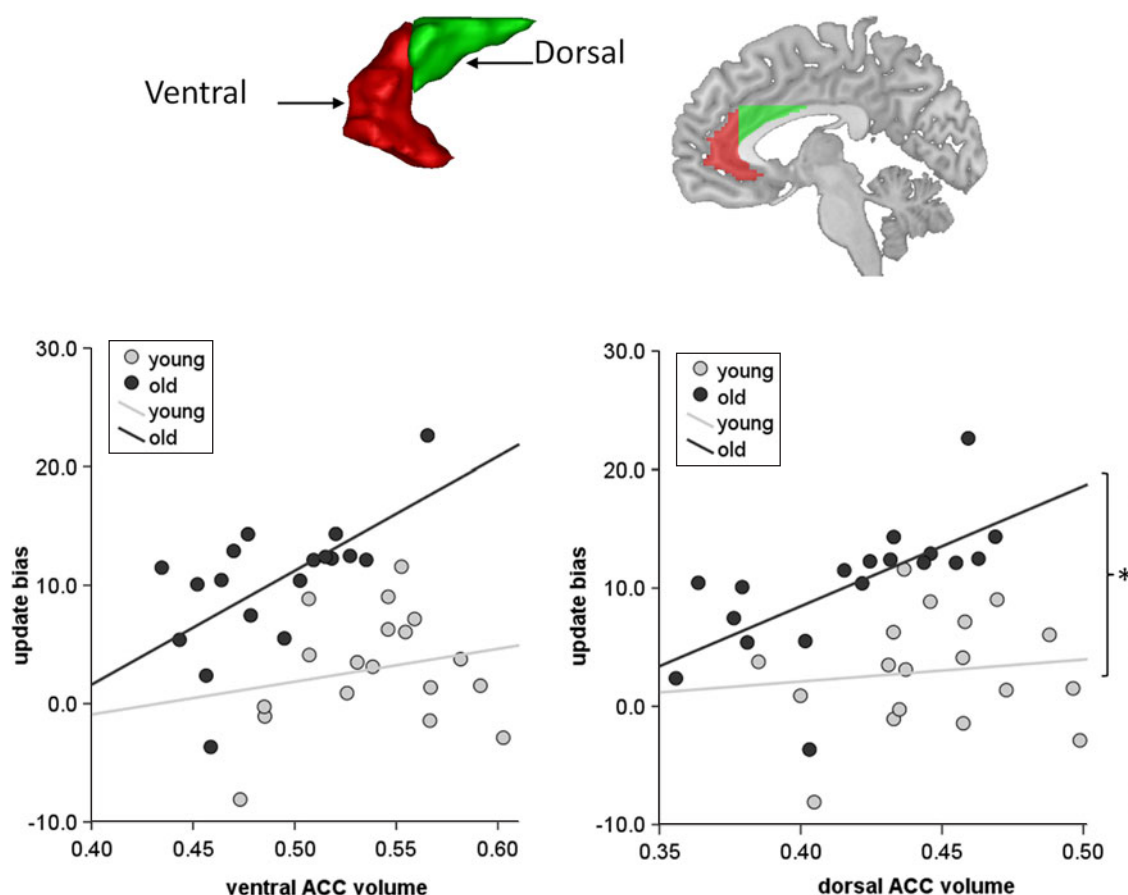 Dorsal
Ventral
30.0
20.0
10.0
0.0
-10.0
update bias
young
old
young
old
0.40
0.45
0.50
0.55
0.60
ventral ACC volume
30.0
20.0
10.0
0.0
-10.0
update bias
young
old
young
old
*
0.35
0.40
0.45
0.50
dorsal ACC volume